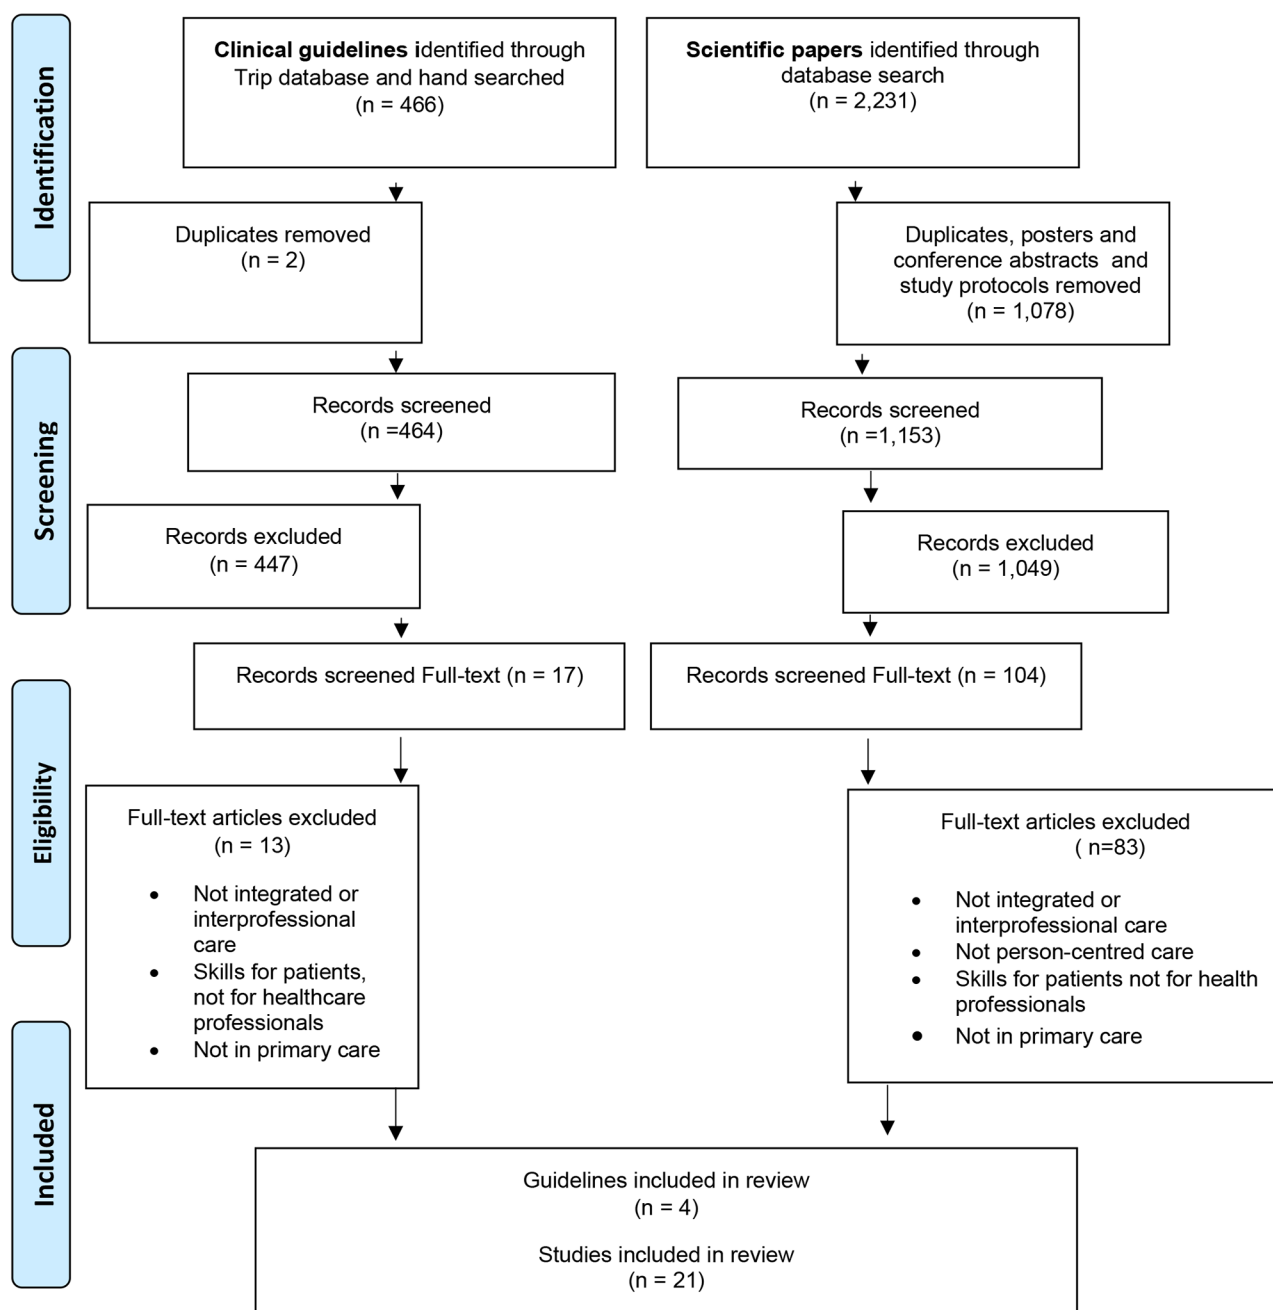 Identification
Clinical guidelines identified through
Trip database and hand searched
(n = 466)
Scientific papers identified through
database search
(n = 2,231)
Duplicates removed
(n = 2)
Duplicates, posters and
conference abstracts and
study protocols removed
(n = 1,078)
Screening
Records screened
(n =464)
Records screened
(n =1,153)
Records excluded
(n = 447)
Records excluded
(n = 1,049)
Eligibility
Records screened Full-text (n = 17)
Records screened Full-text (n = 104)
Full-text articles excluded
(n = 13)
• Not integrated or
interprofessional
care
• Skills for patients,
not for healthcare
professionals
• Not in primary care
Full-text articles excluded
( n=83)
• Not integrated or
interprofessional care
• Not person-centred care
• Skills for patients not for health
professionals
• Not in primary care
Included
Guidelines included in review
(n = 4)
Studies included in review
(n = 21)